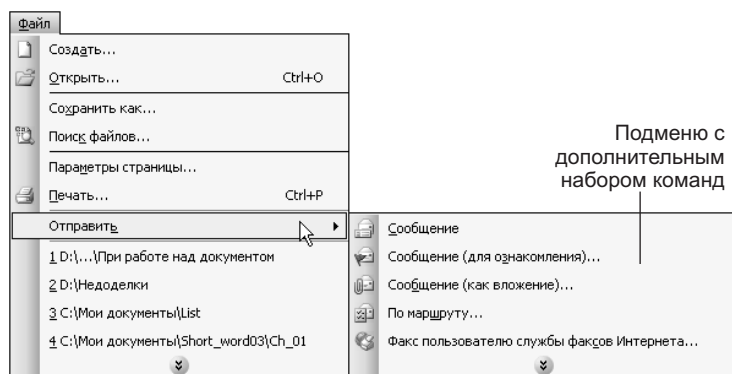 Файл
Создать...
Открыть... Ctrl+O
Сохранить как...
Поиск файлов...
Параметры страницы...
Печать... Ctrl+P
Отправить
1 D:\...\При работе над документом
2 D:\Недоделки
3 C:\Мои документы\List
4 C:\Мои документы\Short_word03\Ch_01
Подменю с
дополнительным
набором команд
Сообщение
Сообщение (для ознакомления)...
Сообщение (как вложение)...
По маршруту...
Факс пользователю службы факсов Интернета...